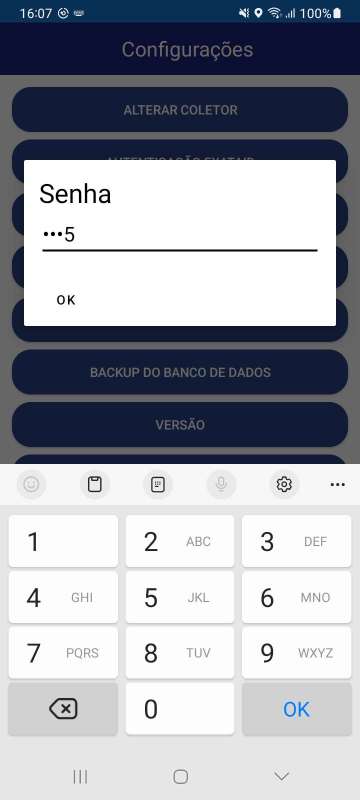 16:07
100%
Configurações
ALTERAR COLETOR
Senha
•••5
OK
BACKUP DO BANCO DE DADOS
VERSÃO
1
2 ABC
3 DEF
4 GHI
5 JKL
6 MNO
7 PQRS
8 TUV
9 WXYZ
0
OK